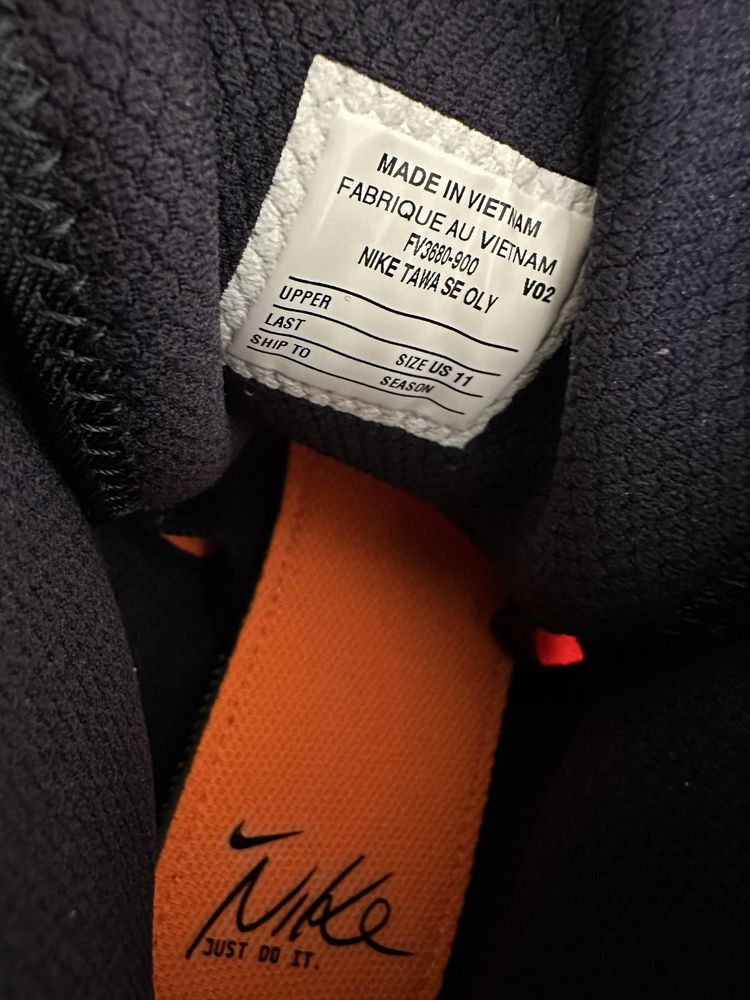 MADE IN VIETNAM
FABRIQUE AU VIETNAM
FV3680-900 V02
NIKE TAWA SE OLY
UPPER
LAST SIZE US 11
SHIP TO SEASON
NIKE
JUST DO IT.